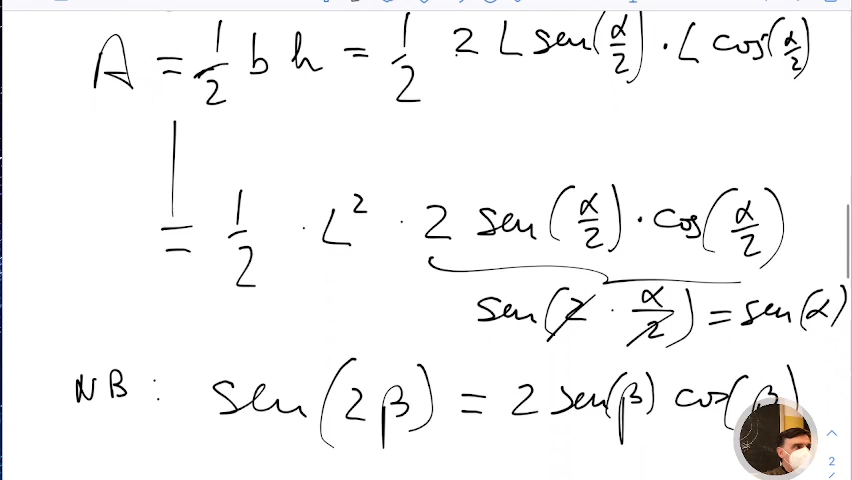 A = 1/2 b h = 1/2 2 L sen(α/2) · L cos(α/2)
= 1/2 · L² · 2 sen(α/2) · cos(α/2)
sen(2 · α/2) = sen(α)
NB : sen(2β) = 2 sen(β) cos(β)
2